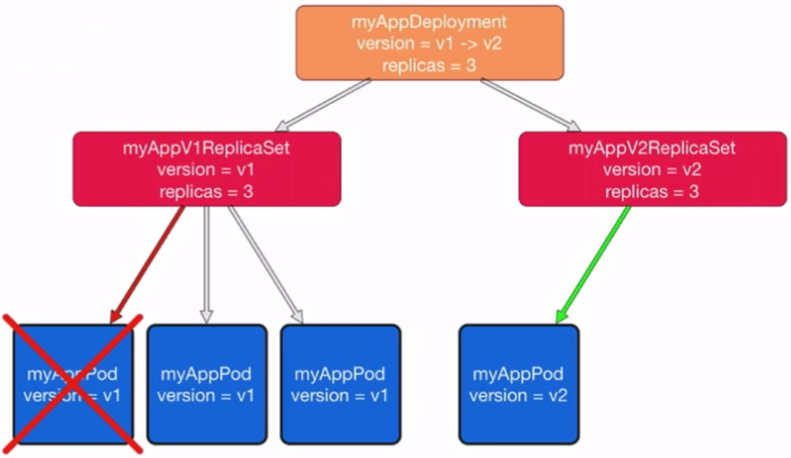 myAppDeployment
version = v1 -> v2
replicas = 3
myAppV1ReplicaSet
version = v1
replicas = 3
myAppV2ReplicaSet
version = v2
replicas = 3
myAppPod
version = v1
myAppPod
version = v1
myAppPod
version = v1
myAppPod
version = v2